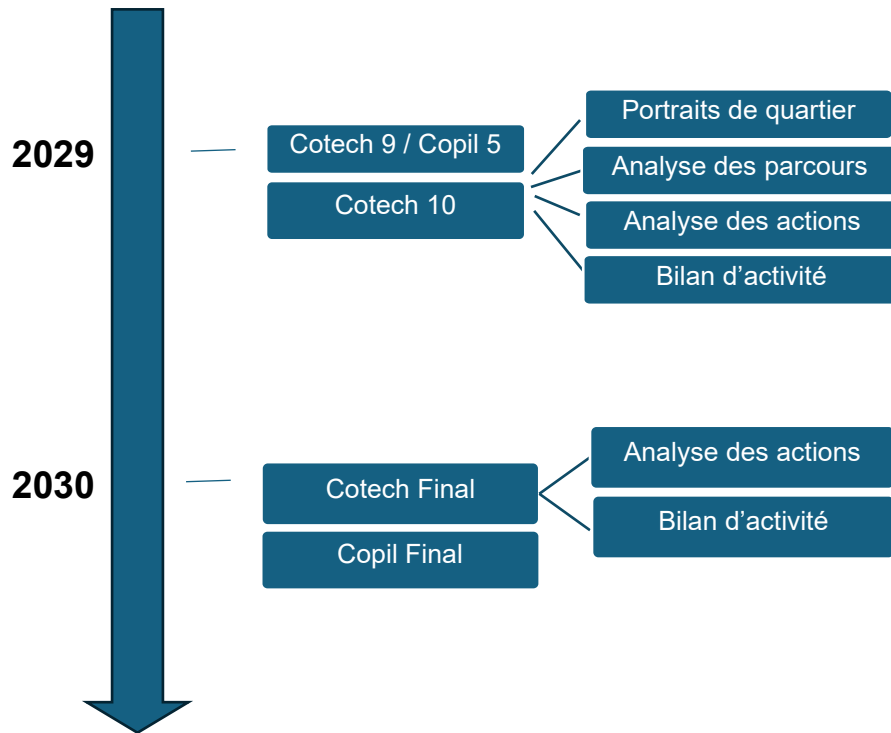 2029
Cotech 9 / Copil 5
Cotech 10
Portraits de quartier
Analyse des parcours
Analyse des actions
Bilan d’activité
2030
Cotech Final
Copil Final
Analyse des actions
Bilan d’activité